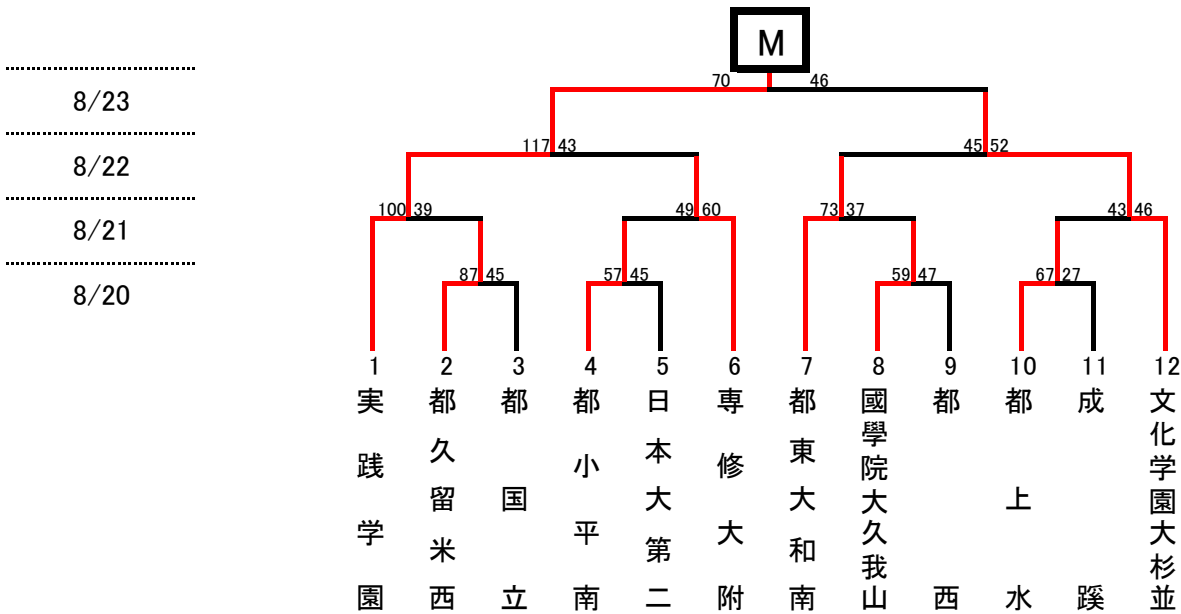 M
70 46
8/23
117 43
45 52
8/22
100 39
49 60
73 37
43 46
8/21
87 45
57 45
59 47
67 27
8/20
1 2 3 4 5 6 7 8 9 10 11 12
実践学園
都久留米西
都国立
都小平南
日本大第二
専修大附
都東大和南
國學院大久我山
都西
都上水
成蹊
文化学園大杉並